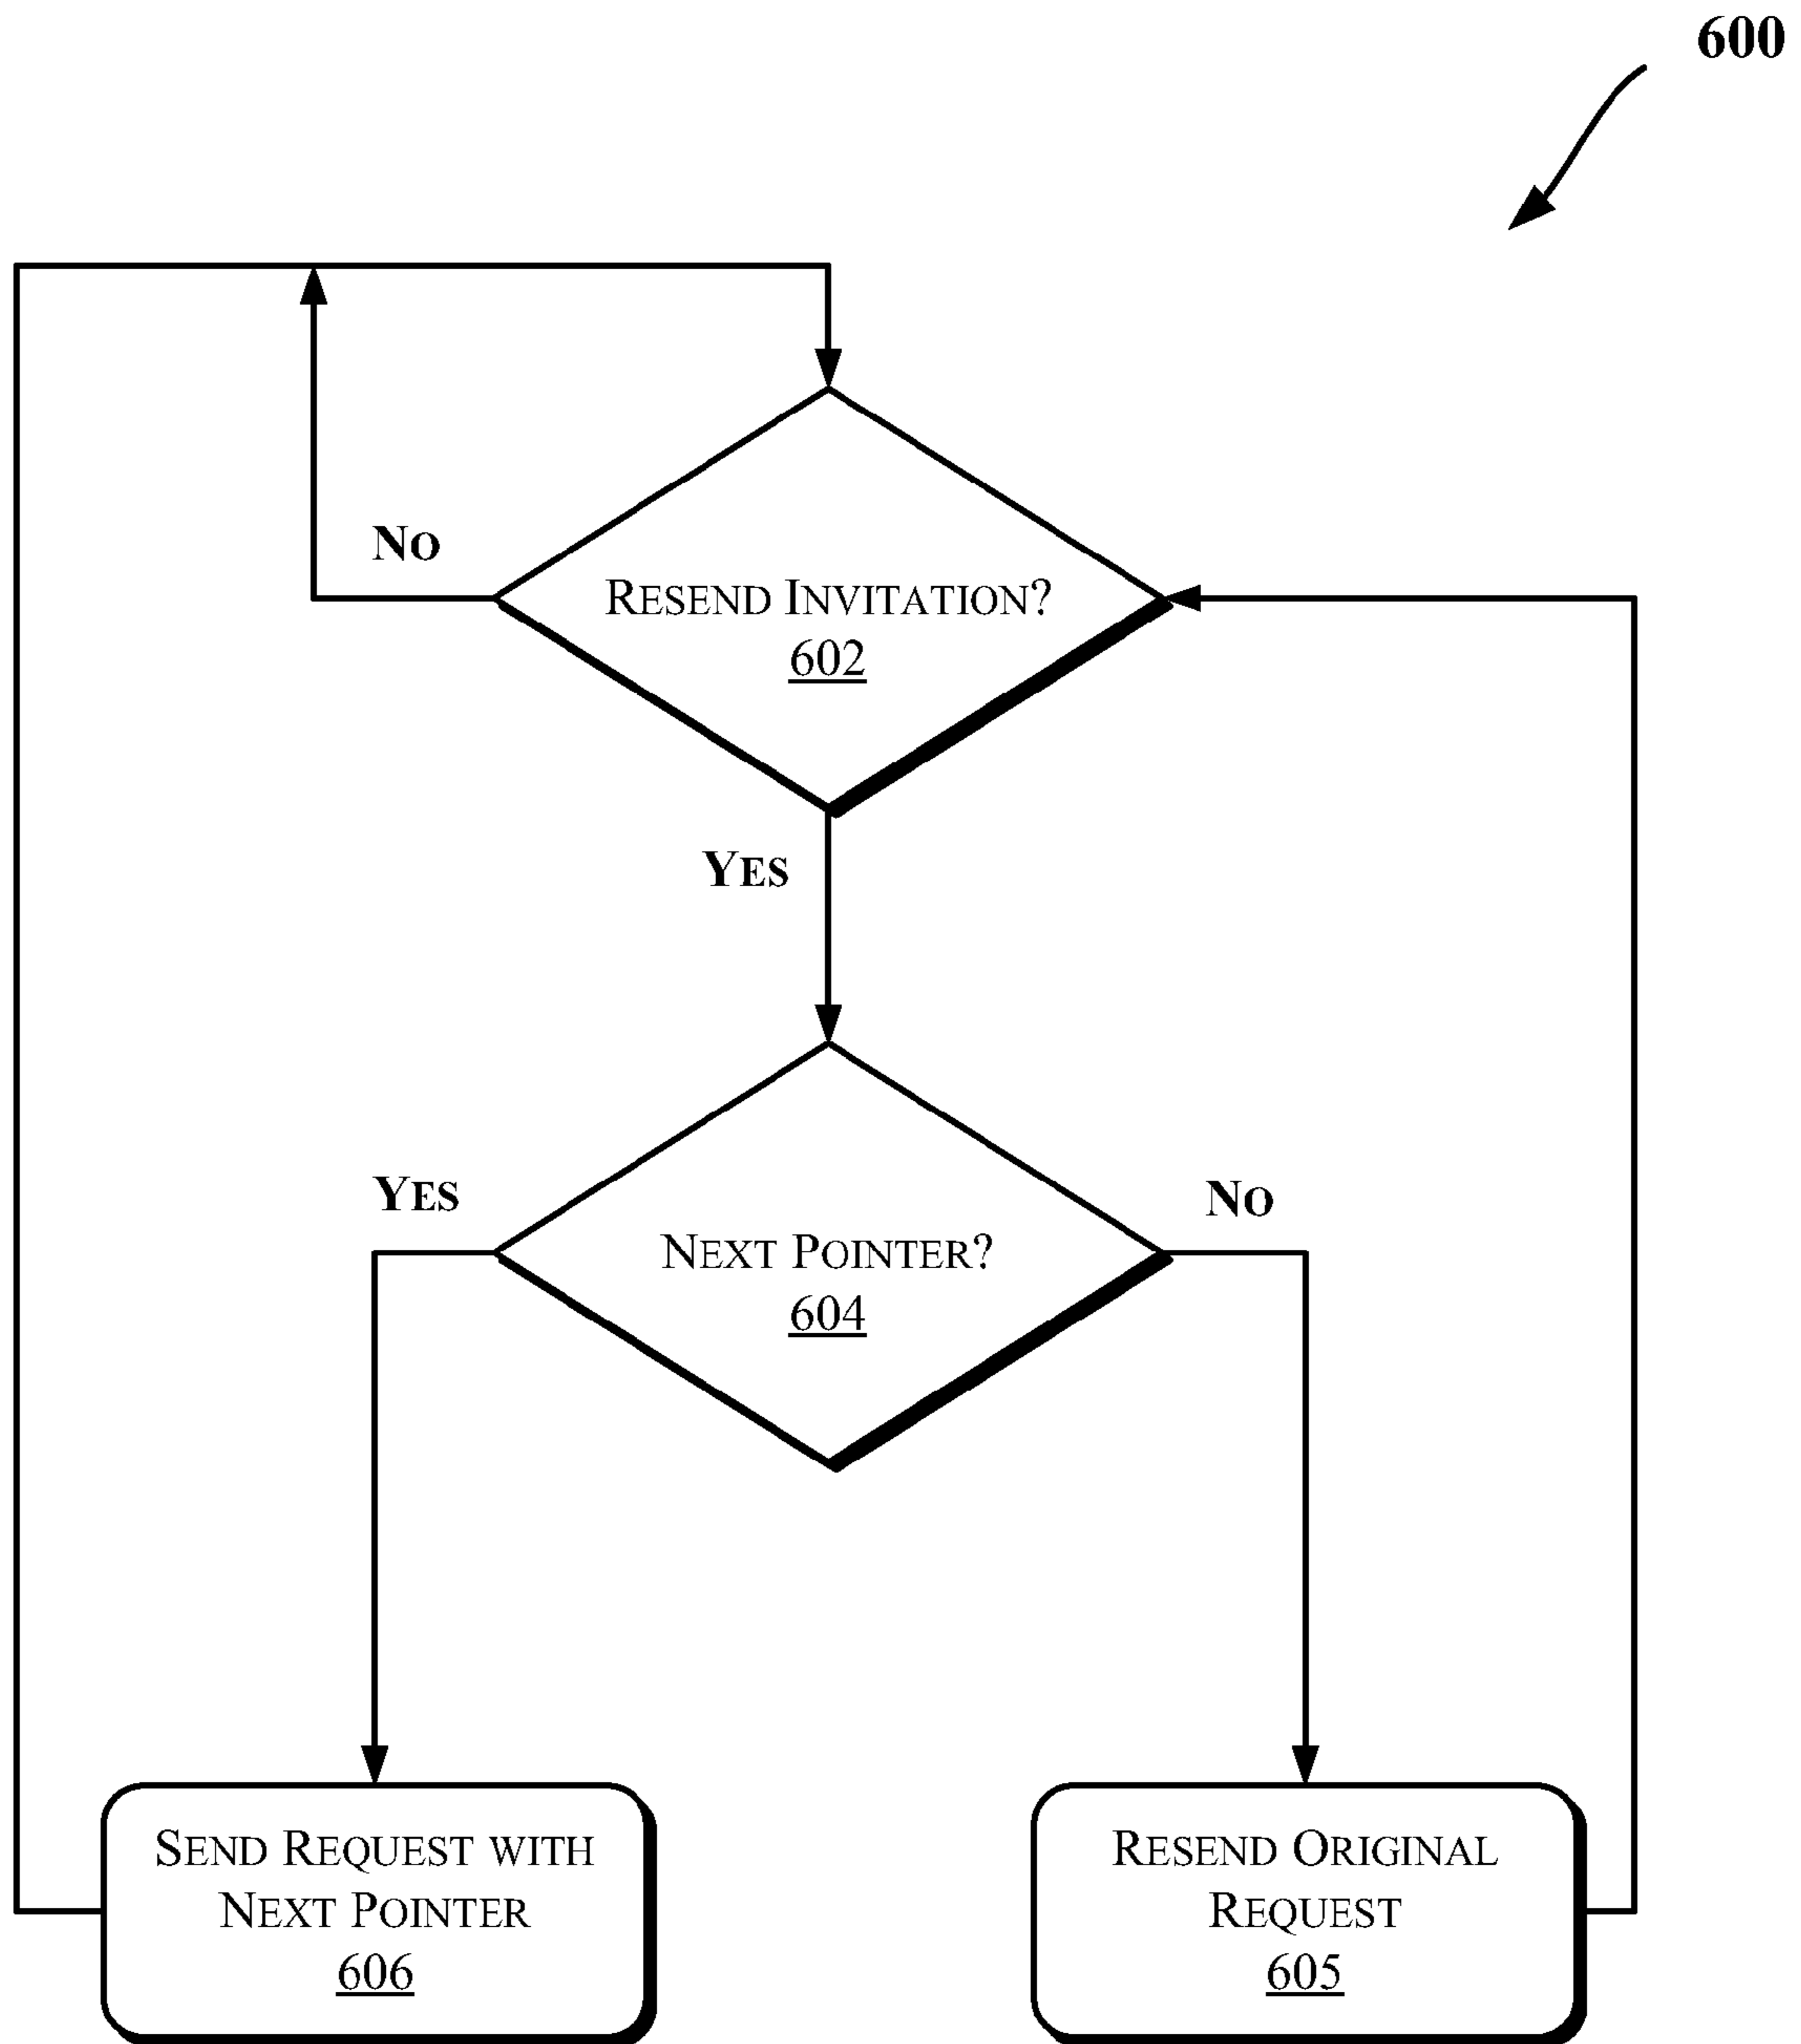 600
No
Resend Invitation?
602
Yes
Yes
No
Next Pointer?
604
Send Request with
Next Pointer
606
Resend Original
Request
605